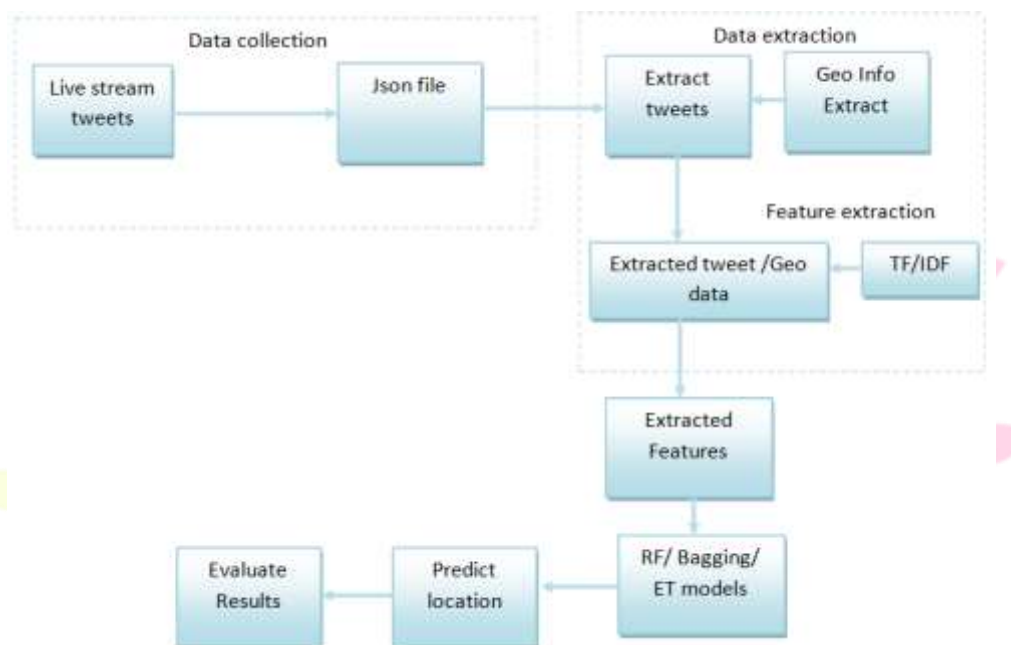 Data collection
Live stream
tweets
Json file
Data extraction
Extract
tweets
Geo Info
Extract
Feature extraction
Extracted tweet /Geo
data
TF/IDF
Extracted
Features
RF/ Bagging/
ET models
Predict
location
Evaluate
Results